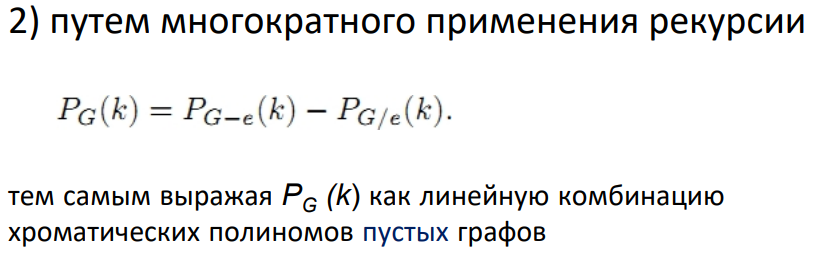 2) путем многократного применения рекурсии
P_G(k) = P_{G−e}(k) − P_{G/e}(k).
тем самым выражая P_G (k) как линейную комбинацию
хроматических полиномов пустых графов